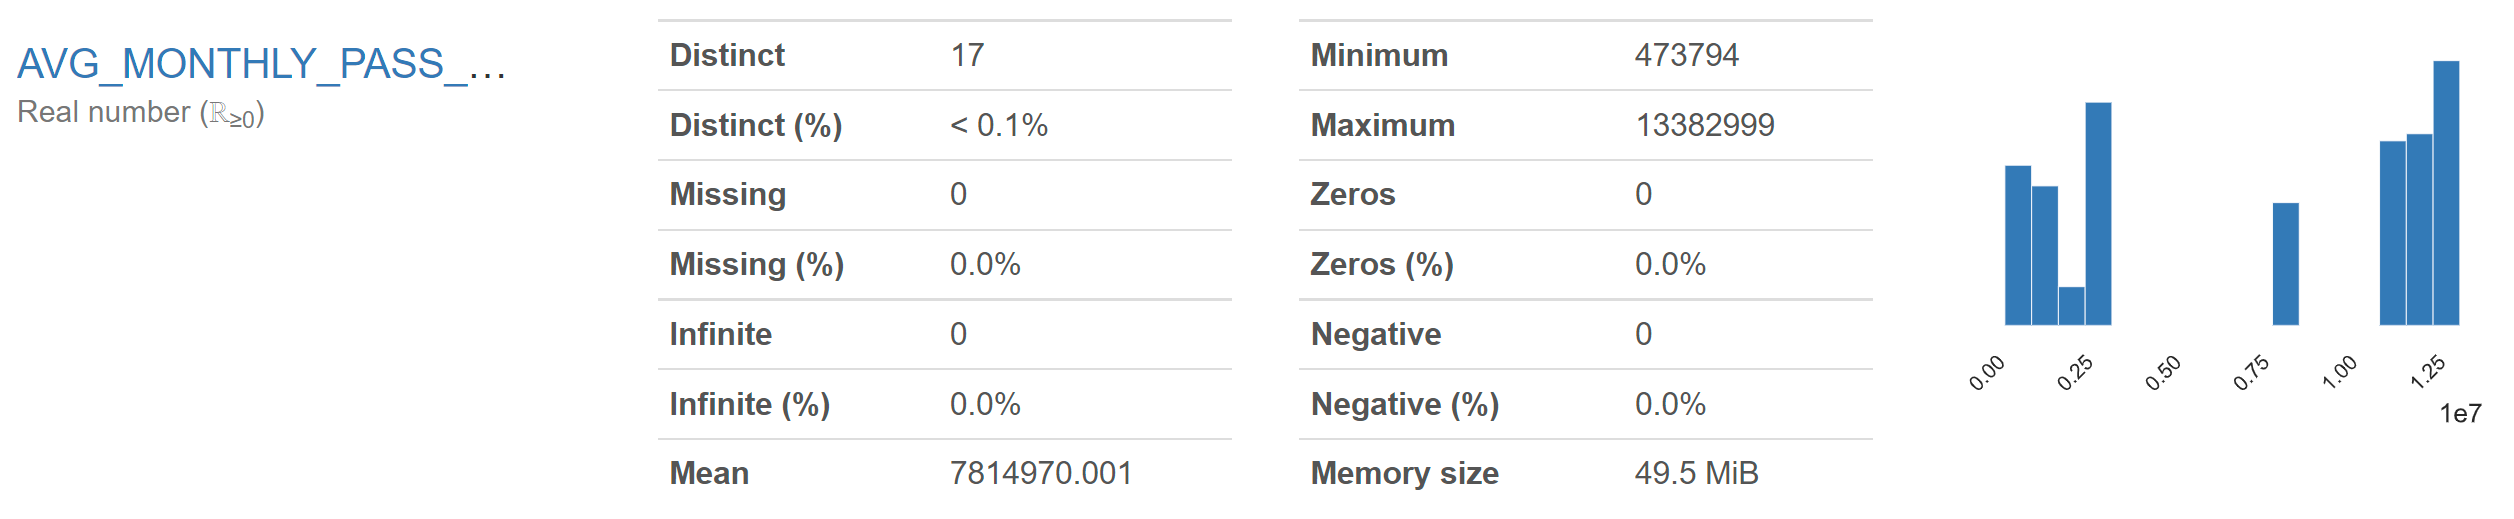 AVG_MONTHLY_PASS_…
Real number (ℝ≥0)
Distinct 17
Distinct (%) < 0.1%
Missing 0
Missing (%) 0.0%
Infinite 0
Infinite (%) 0.0%
Mean 7814970.001
Minimum 473794
Maximum 13382999
Zeros 0
Zeros (%) 0.0%
Negative 0
Negative (%) 0.0%
Memory size 49.5 MiB
0.00 0.25 0.50 0.75 1.00 1.25
1e7